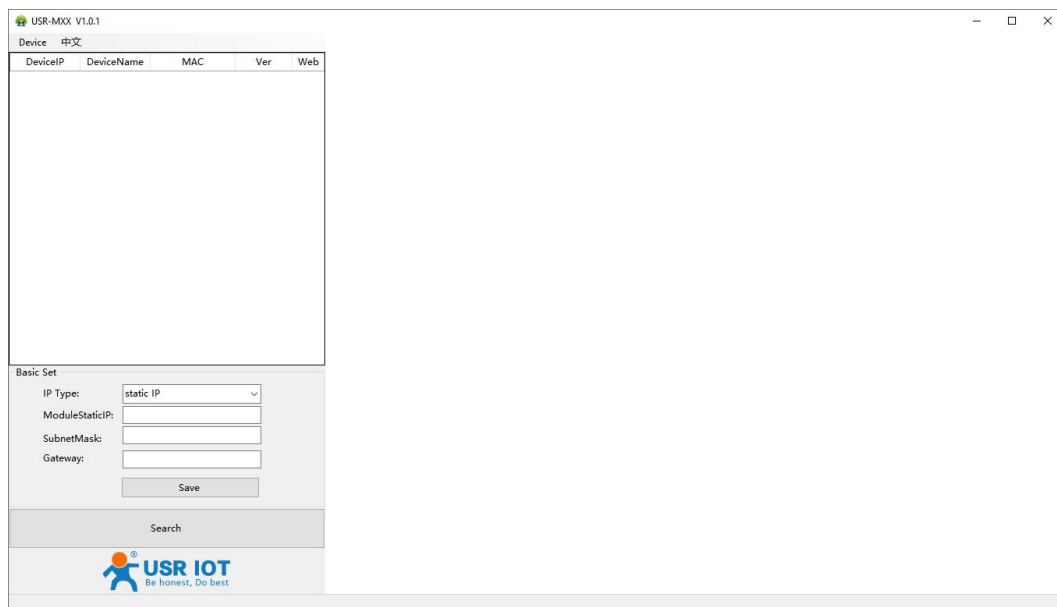 USR-MXX V1.0.1
Device 中文
DeviceIP DeviceName MAC Ver Web
Basic Set
IP Type: static IP
ModuleStaticIP:
SubnetMask:
Gateway:
Save
Search
®
USR IOT
Be honest, Do best